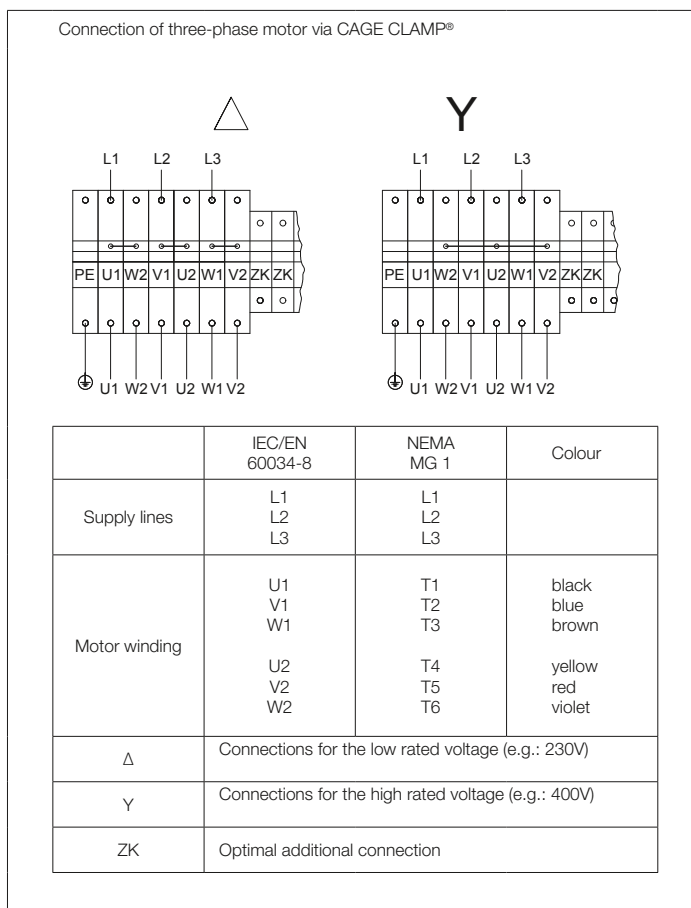 Connection of three-phase motor via CAGE CLAMP®
△ Y
L1 L2 L3 L1 L2 L3
PE U1 W2 V1 U2 W1 V2 ZK ZK PE U1 W2 V1 U2 W1 V2 ZK ZK
U1 W2 V1 U2 W1 V2 U1 W2 V1 U2 W1 V2
IEC/EN
60034-8
NEMA
MG 1
Colour
Supply lines
L1 L1
L2 L2
L3 L3
Motor winding
U1 T1 black
V1 T2 blue
W1 T3 brown
U2 T4 yellow
V2 T5 red
W2 T6 violet
Δ Connections for the low rated voltage (e.g.: 230V)
Y Connections for the high rated voltage (e.g.: 400V)
ZK Optimal additional connection